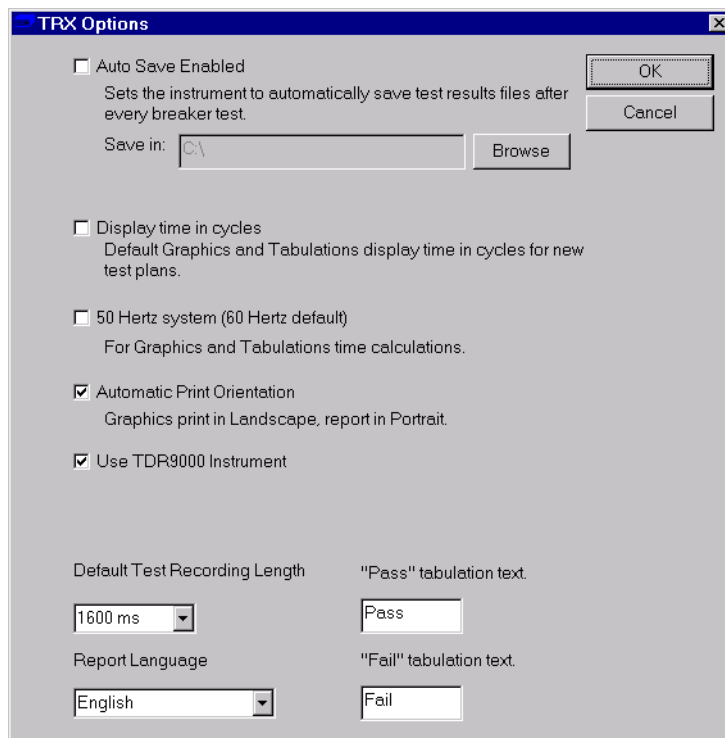 TRX Options
Auto Save Enabled
OK
Sets the instrument to automatically save test results files after
every breaker test.
Cancel
Save in: C:\ Browse
Display time in cycles
Default Graphics and Tabulations display time in cycles for new
test plans.
50 Hertz system (60 Hertz default)
For Graphics and Tabulations time calculations.
Automatic Print Orientation
Graphics print in Landscape, report in Portrait.
Use TDR9000 Instrument
Default Test Recording Length
"Pass" tabulation text.
1600 ms
Pass
Report Language
"Fail" tabulation text.
English
Fail